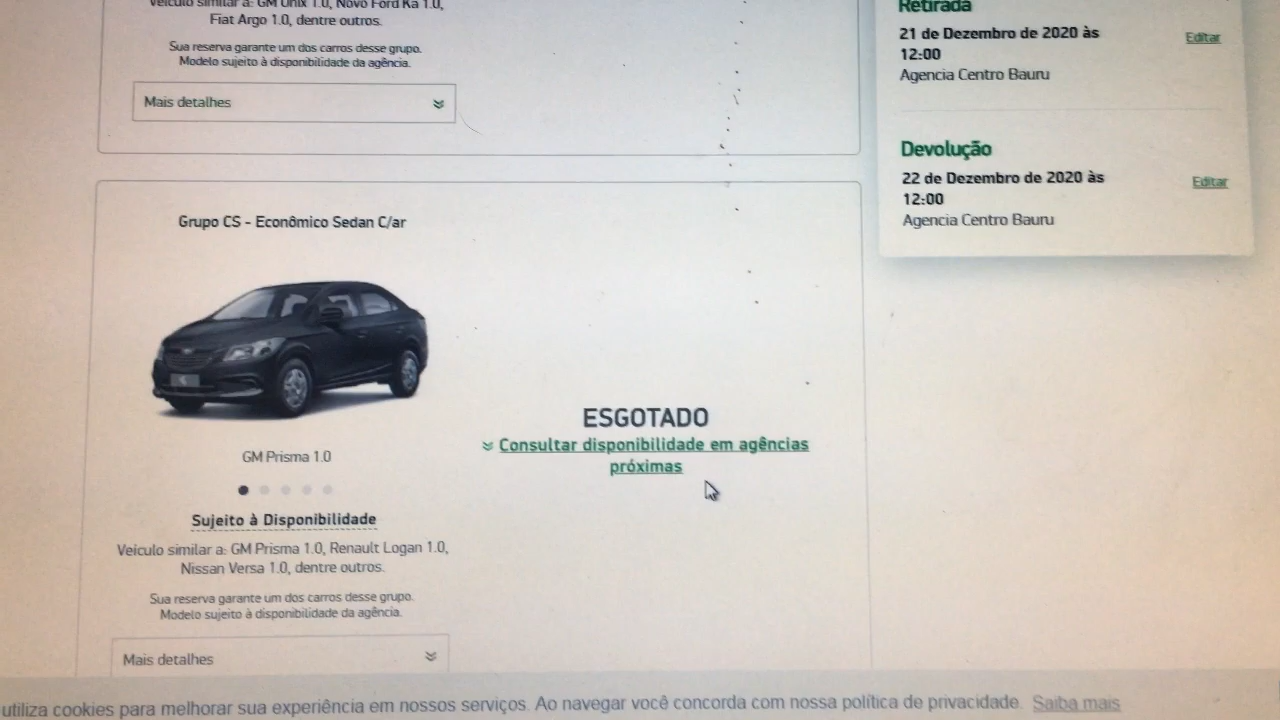 Veículo similar a: GM Onix 1.0, Novo Ford Ka 1.0,
Fiat Argo 1.0, dentre outros.
Sua reserva garante um dos carros desse grupo.
Modelo sujeito à disponibilidade da agência.
Mais detalhes
Grupo CS - Econômico Sedan C/ar
GM Prisma 1.0
Sujeito à Disponibilidade
Veículo similar a: GM Prisma 1.0, Renault Logan 1.0,
Nissan Versa 1.0, dentre outros.
Sua reserva garante um dos carros desse grupo.
Modelo sujeito à disponibilidade da agência.
Mais detalhes
ESGOTADO
Consultar disponibilidade em agências
próximas
Retirada
21 de Dezembro de 2020 às
12:00
Editar
Agencia Centro Bauru
Devolução
22 de Dezembro de 2020 às
12:00
Editar
Agencia Centro Bauru
utiliza cookies para melhorar sua experiência em nossos serviços. Ao navegar você concorda com nossa política de privacidade. Saiba mais